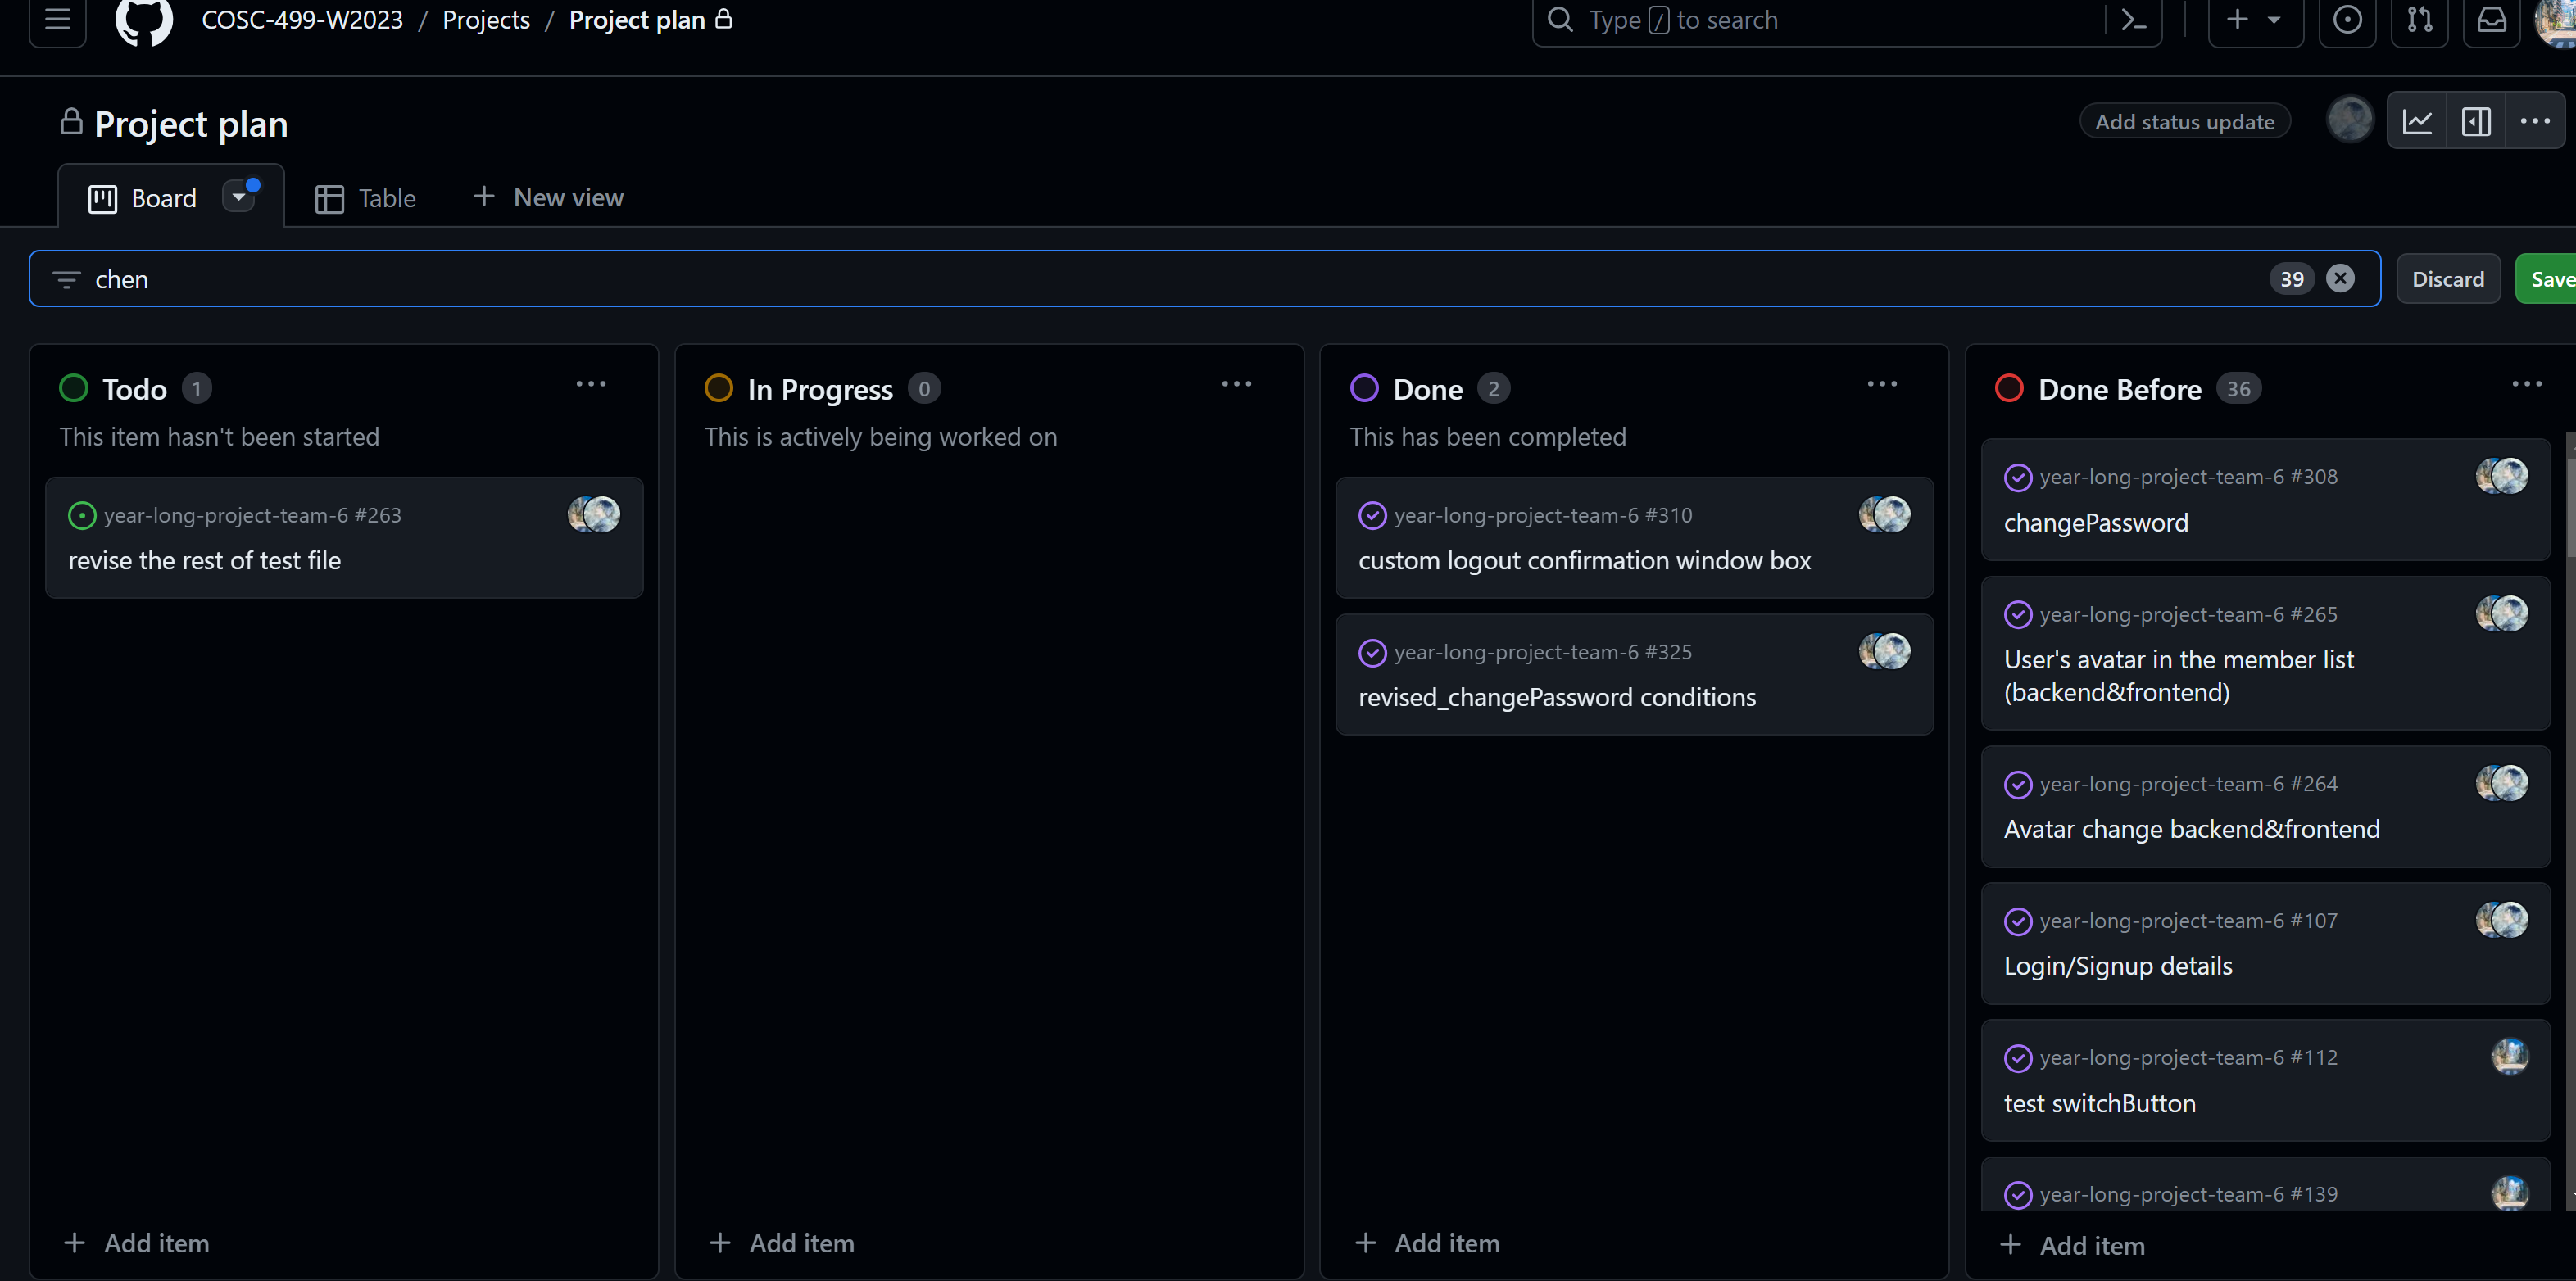 COSC-499-W2023 / Projects / Project plan
Type / to search
Project plan
Add status update
Board
Table
New view
chen
39
Discard
Save
Todo 1
This item hasn't been started
year-long-project-team-6 #263
revise the rest of test file
Add item
In Progress 0
This is actively being worked on
Add item
Done 2
This has been completed
year-long-project-team-6 #310
custom logout confirmation window box
year-long-project-team-6 #325
revised_changePassword conditions
Add item
Done Before 36
year-long-project-team-6 #308
changePassword
year-long-project-team-6 #265
User's avatar in the member list
(backend&frontend)
year-long-project-team-6 #264
Avatar change backend&frontend
year-long-project-team-6 #107
Login/Signup details
year-long-project-team-6 #112
test switchButton
year-long-project-team-6 #139
Add item